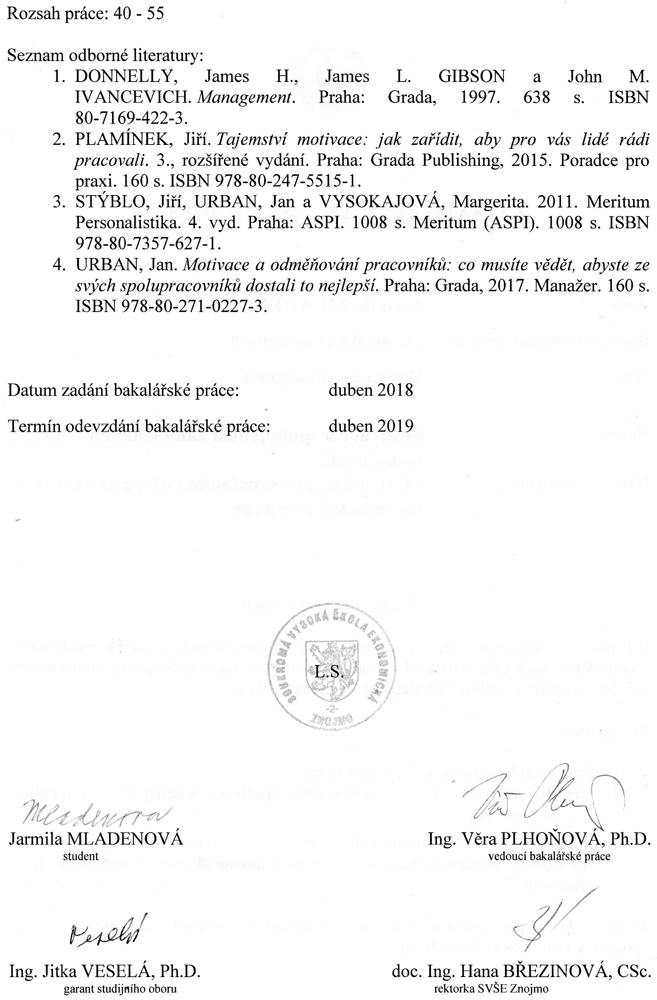 Rozsah práce: 40 - 55
Seznam odborné literatury:
1. DONNELLY, James H., James L. GIBSON a John M.
IVANCEVICH. Management. Praha: Grada, 1997. 638 s. ISBN
80-7169-422-3.
2. PLAMÍNEK, Jiří. Tajemství motivace: jak zařídit, aby pro vás lidé rádi
pracovali. 3., rozšířené vydání. Praha: Grada Publishing, 2015. Poradce pro
praxi. 160 s. ISBN 978-80-247-5515-1.
3. STÝBLO, Jiří, URBAN, Jan a VYSOKAJOVÁ, Margerita. 2011. Meritum
Personalistika. 4. vyd. Praha: ASPI. 1008 s. Meritum (ASPI). 1008 s. ISBN
978-80-7357-627-1.
4. URBAN, Jan. Motivace a odměňování pracovníků: co musíte vědět, abyste ze
svých spolupracovníků dostali to nejlepší. Praha: Grada, 2017. Manažer. 160 s.
ISBN 978-80-271-0227-3.
Datum zadání bakalářské práce: duben 2018
Termín odevzdání bakalářské práce: duben 2019
SOUKROMÁ VYSOKÁ ŠKOLA EKONOMICKÁ
L.S.
-2-
ZNOJMO
Mladenova
Jarmila MLADENOVÁ Ing. Věra PLHOŇOVÁ, Ph.D.
student vedoucí bakalářské práce
Veselá
Ing. Jitka VESELÁ, Ph.D. doc. Ing. Hana BŘEZINOVÁ, CSc.
garant studijního oboru rektorka SVŠE Znojmo